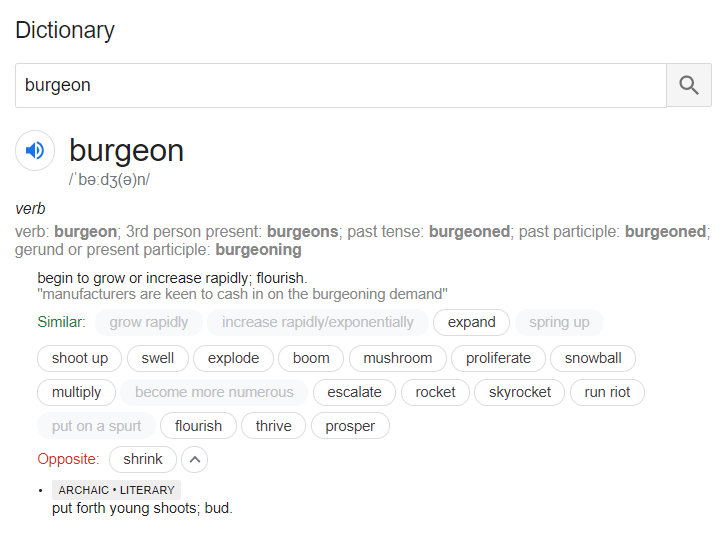 Dictionary
burgeon
burgeon
/ˈbəːdʒ(ə)n/
verb
verb: burgeon; 3rd person present: burgeons; past tense: burgeoned; past participle: burgeoned;
gerund or present participle: burgeoning
begin to grow or increase rapidly; flourish.
"manufacturers are keen to cash in on the burgeoning demand"
Similar: grow rapidly increase rapidly/exponentially expand spring up
shoot up swell explode boom mushroom proliferate snowball
multiply become more numerous escalate rocket skyrocket run riot
put on a spurt flourish thrive prosper
Opposite: shrink
• ARCHAIC • LITERARY
put forth young shoots; bud.